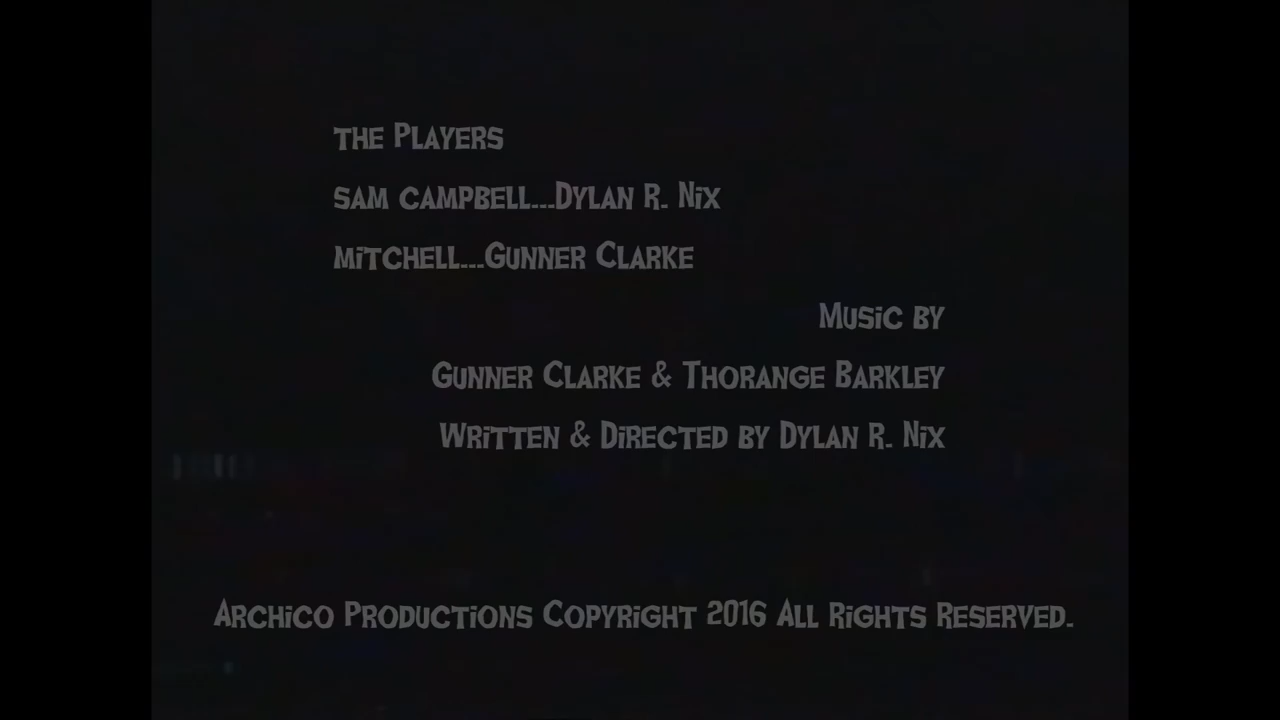 The Players
Sam Campbell...Dylan R. Nix
Mitchell...Gunner Clarke
Music by
Gunner Clarke & Thorange Barkley
Written & Directed by Dylan R. Nix
Archico Productions Copyright 2016 All Rights Reserved.